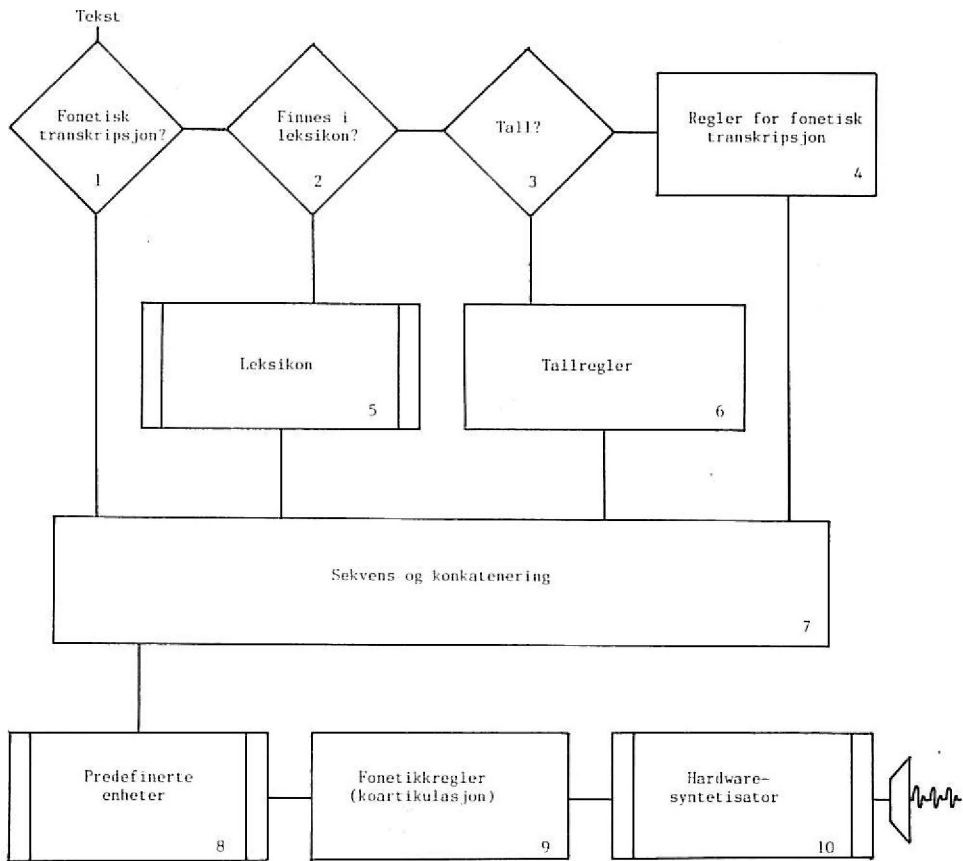 Tekst
Fonetisk
transkripsjon?
1
Finnes i
leksikon?
2
Tall?
3
Regler for fonetisk
transkripsjon
4
Leksikon
5
Tallregler
6
Sekvens og konkatenering
7
Predefinerte
enheter
8
Fonetikkregler
(koartikulasjon)
9
Hardware-
syntetisator
10